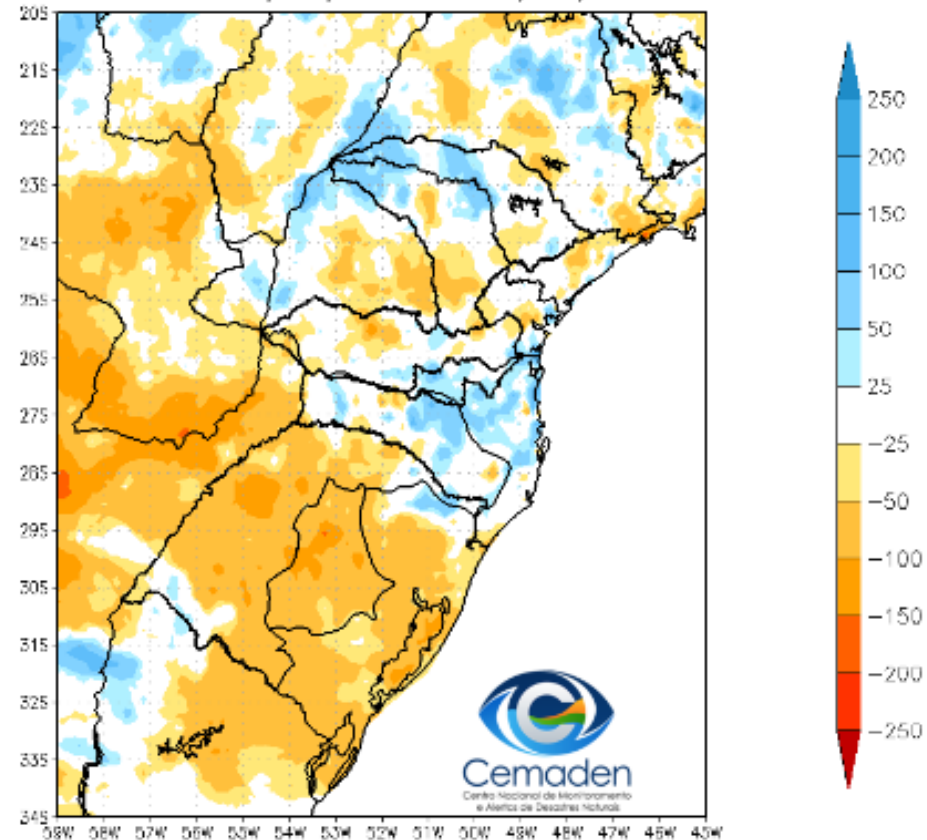 20S
21S
22S
23S
24S
25S
26S
27S
28S
29S
30S
31S
32S
33S
34S
59W 58W 57W 56W 55W 54W 53W 52W 51W 50W 49W 48W 47W 46W 45W
250
200
150
100
50
25
-25
-50
-100
-150
-200
-250
Cemaden
Centro Nacional de Monitoramento
e Alertas de Desastres Naturais